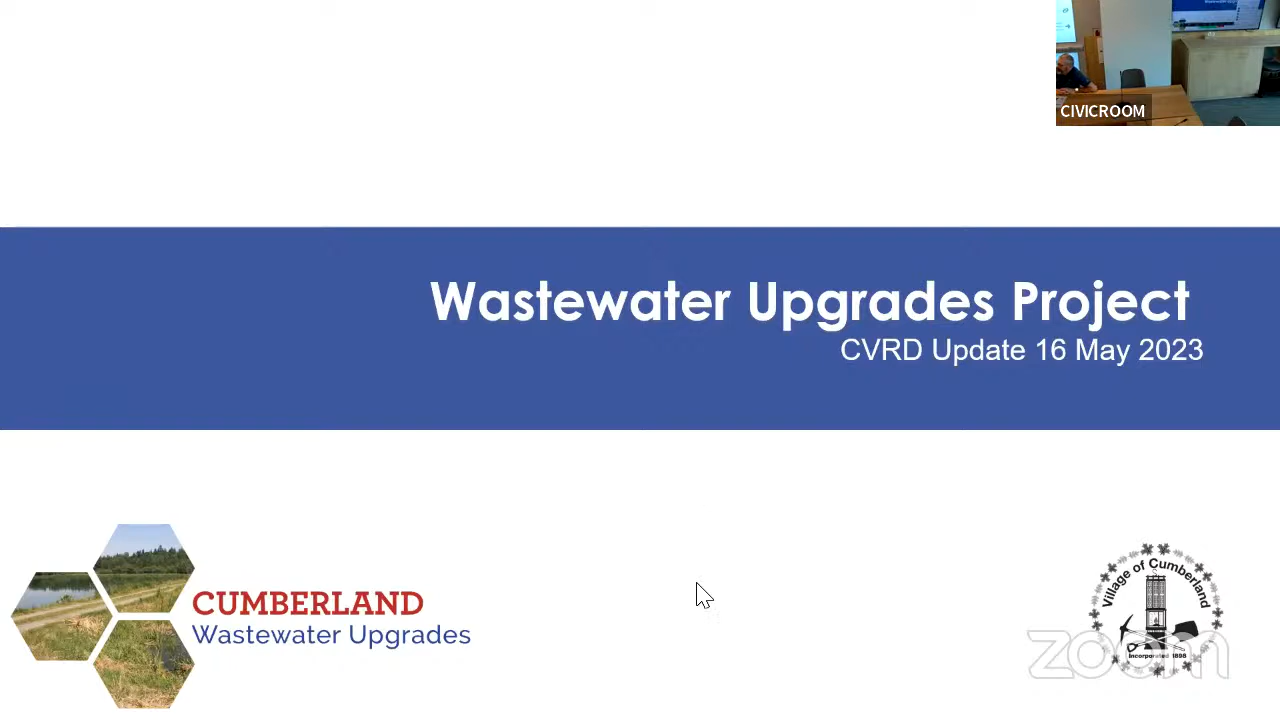 CIVICROOM
Wastewater Upgrades Project
CVRD Update 16 May 2023
CUMBERLAND
Wastewater Upgrades
Village of Cumberland
Incorporated 1898
zoom